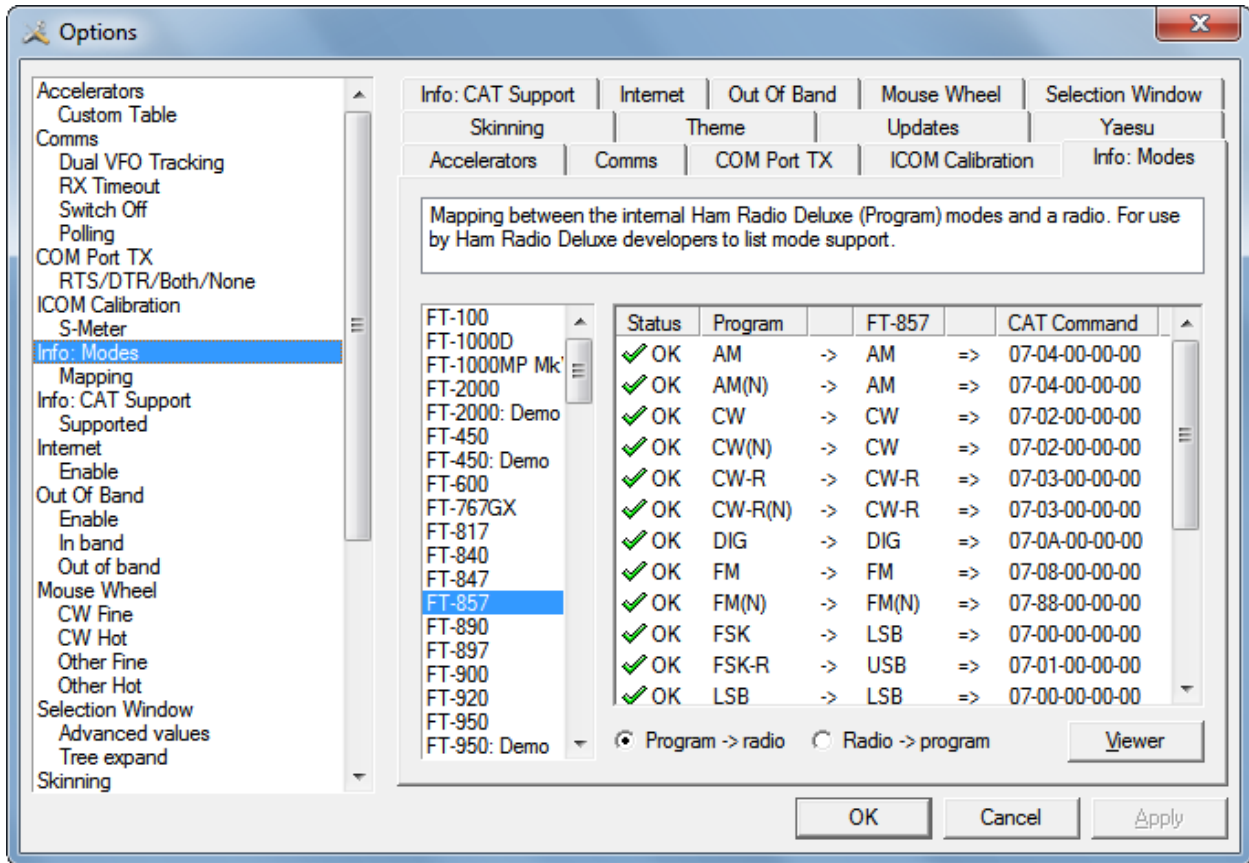 Options
X
Accelerators
Custom Table
Comms
Dual VFO Tracking
RX Timeout
Switch Off
Polling
COM Port TX
RTS/DTR/Both/None
ICOM Calibration
S-Meter
Info: Modes
Mapping
Info: CAT Support
Supported
Internet
Enable
Out Of Band
Enable
In band
Out of band
Mouse Wheel
CW Fine
CW Hot
Other Fine
Other Hot
Selection Window
Advanced values
Tree expand
Skinning
Info: CAT Support Internet Out Of Band Mouse Wheel Selection Window
Skinning Theme Updates Yaesu
Accelerators Comms COM Port TX ICOM Calibration Info: Modes
Mapping between the internal Ham Radio Deluxe (Program) modes and a radio. For use
by Ham Radio Deluxe developers to list mode support.
FT-100
FT-1000D
FT-1000MP Mk'
FT-2000
FT-2000: Demo
FT-450
FT-450: Demo
FT-600
FT-767GX
FT-817
FT-840
FT-847
FT-857
FT-890
FT-897
FT-900
FT-920
FT-950
FT-950: Demo
Status Program FT-857 CAT Command
OK AM -> AM => 07-04-00-00-00
OK AM(N) -> AM => 07-04-00-00-00
OK CW -> CW => 07-02-00-00-00
OK CW(N) -> CW => 07-02-00-00-00
OK CW-R -> CW-R => 07-03-00-00-00
OK CW-R(N) -> CW-R => 07-03-00-00-00
OK DIG -> DIG => 07-0A-00-00-00
OK FM -> FM => 07-08-00-00-00
OK FM(N) -> FM(N) => 07-88-00-00-00
OK FSK -> LSB => 07-00-00-00-00
OK FSK-R -> USB => 07-01-00-00-00
OK LSB -> LSB => 07-00-00-00-00
Program -> radio Radio -> program Viewer
OK Cancel Apply